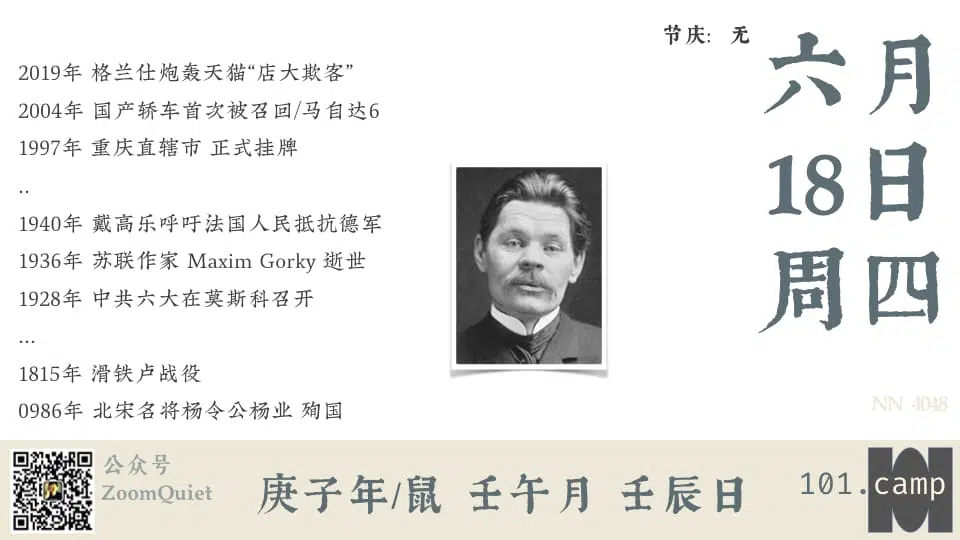 节庆: 无
六月
18日
周四
2019年 格兰仕炮轰天猫“店大欺客”
2004年 国产轿车首次被召回/马自达6
1997年 重庆直辖市 正式挂牌
..
1940年 戴高乐呼吁法国人民抵抗德军
1936年 苏联作家 Maxim Gorky 逝世
1928年 中共六大在莫斯科召开
...
1815年 滑铁卢战役
0986年 北宋名将杨令公杨业 殉国
NN 4048
公众号
ZoomQuiet
庚子年/鼠 壬午月 壬辰日
101.camp